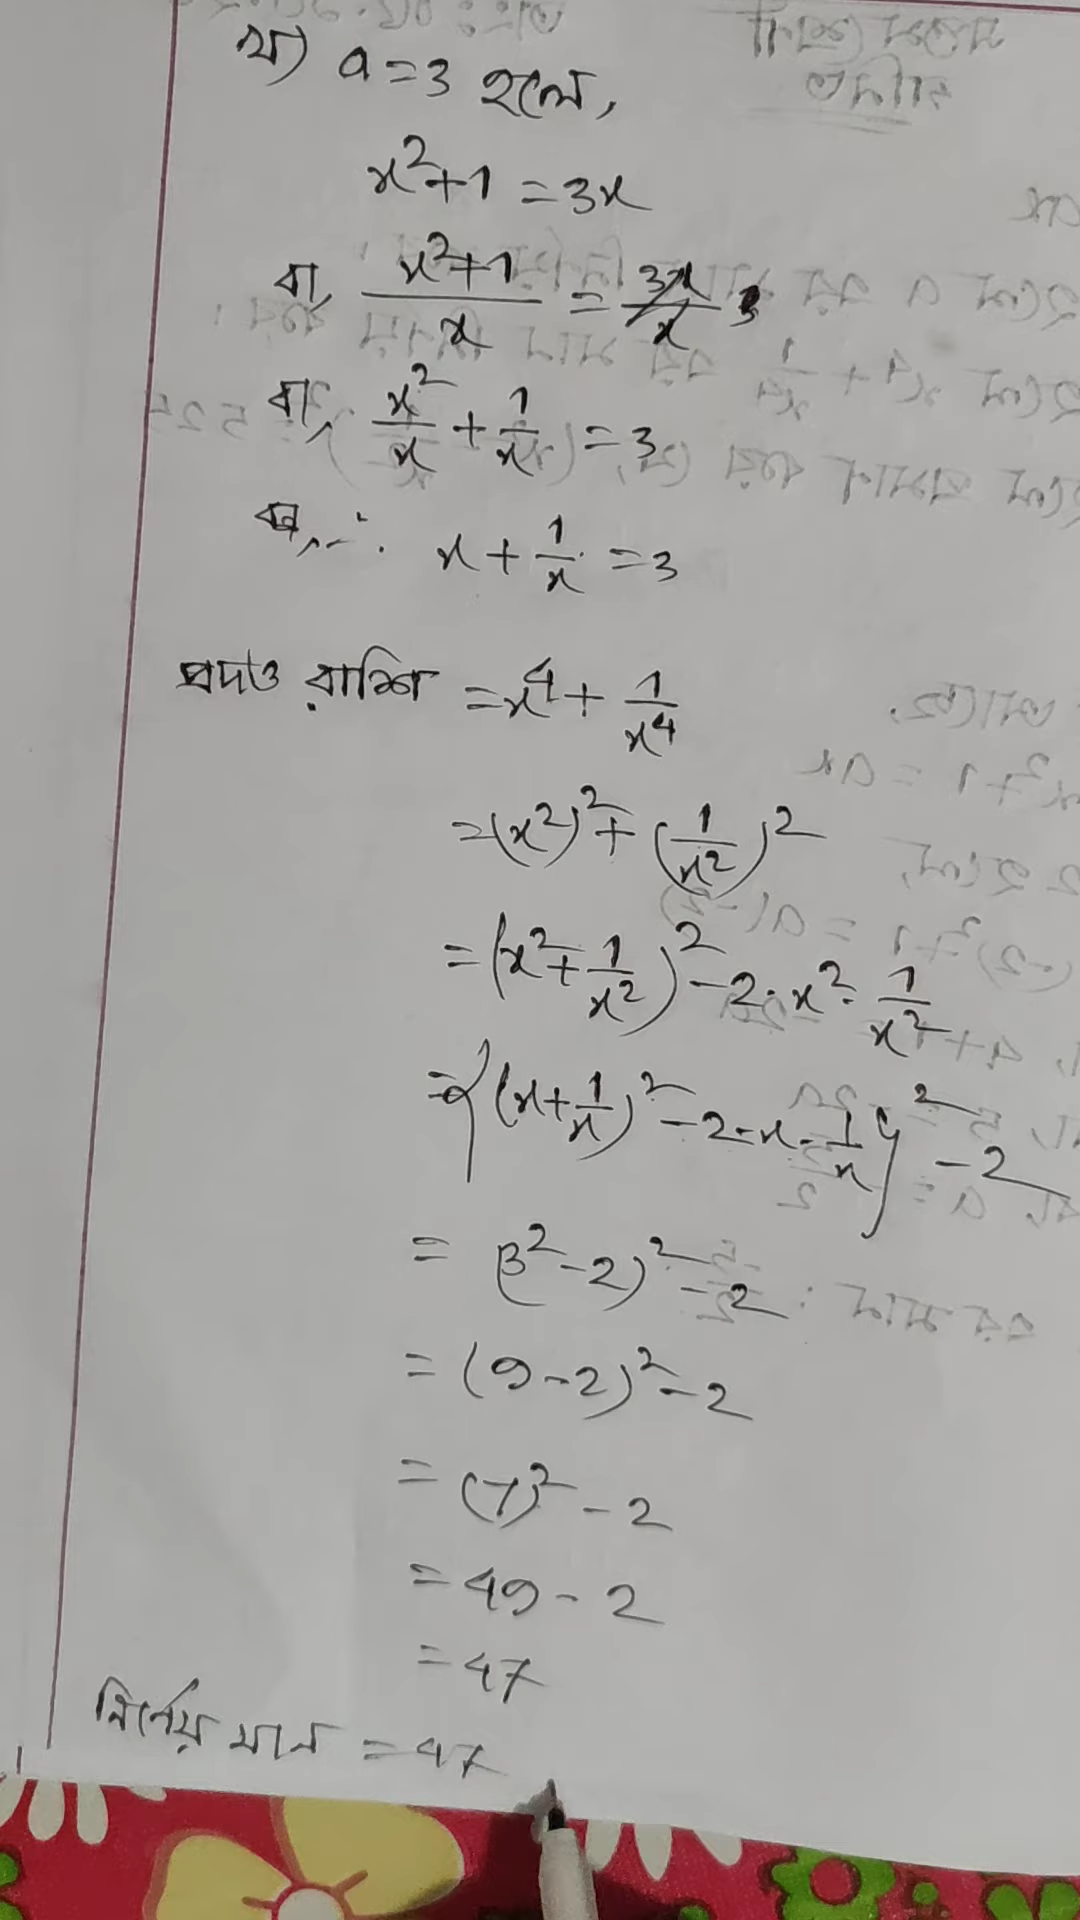 খ) a=3 হলে,
x²+1 = 3x
বা, (x²+1)/x = 3x/x 3
বা, x²/x + 1/x = 3
বা, ∴ x + 1/x = 3
প্রদত্ত রাশি = x⁴ + 1/x⁴
= (x²)² + (1/x²)²
= (x² + 1/x²)² - 2·x²·1/x²
= {(x + 1/x)² - 2·x·1/x}² - 2
= (3² - 2)² - 2
= (9 - 2)² - 2
= (7)² - 2
= 49 - 2
= 47
নির্ণেয় মান = 47